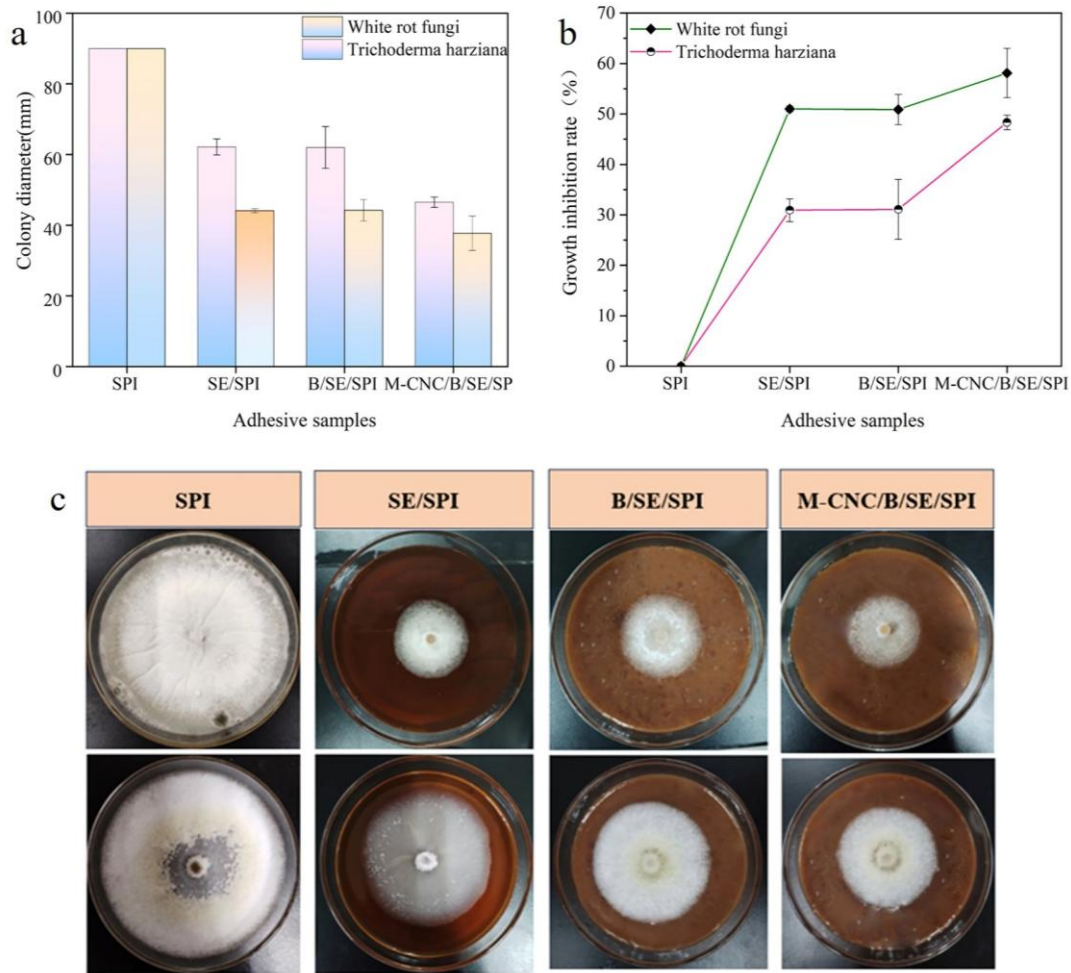 a
100
80
60
40
20
0
Colony diameter(mm)
White rot fungi
Trichoderma harziana
SPI
SE/SPI
B/SE/SPI
M-CNC/B/SE/SP
Adhesive samples
b
70
60
50
40
30
20
10
0
Growth inhibition rate（%）
White rot fungi
Trichoderma harziana
SPI
SE/SPI
B/SE/SPI
M-CNC/B/SE/SPI
Adhesive samples
c
SPI
SE/SPI
B/SE/SPI
M-CNC/B/SE/SPI